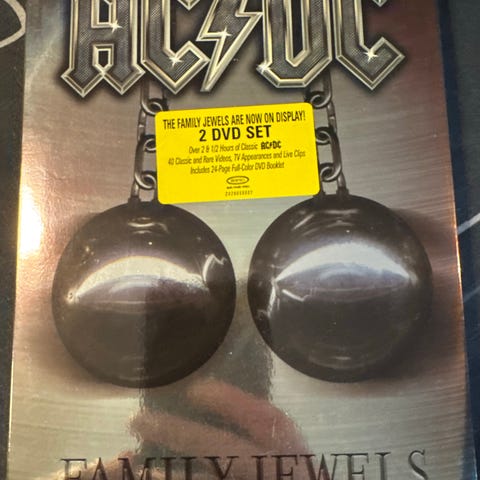 AC/DC
THE FAMILY JEWELS ARE NOW ON DISPLAY!
2 DVD SET
Over 2 & 1/2 Hours of Classic AC/DC
40 Classic and Rare Videos, TV Appearances and Live Clips
Includes 24-Page Full-Color DVD Booklet
FAMILY JEWELS